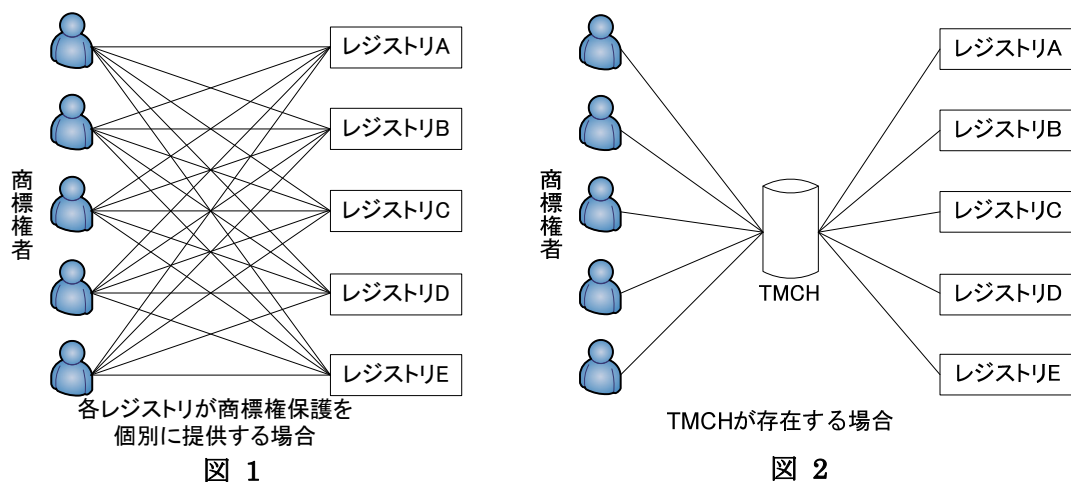 商標権者
レジストリA
レジストリB
レジストリC
レジストリD
レジストリE
各レジストリが商標権保護を
個別に提供する場合
図 1
商標権者
TMCH
レジストリA
レジストリB
レジストリC
レジストリD
レジストリE
TMCHが存在する場合
図 2